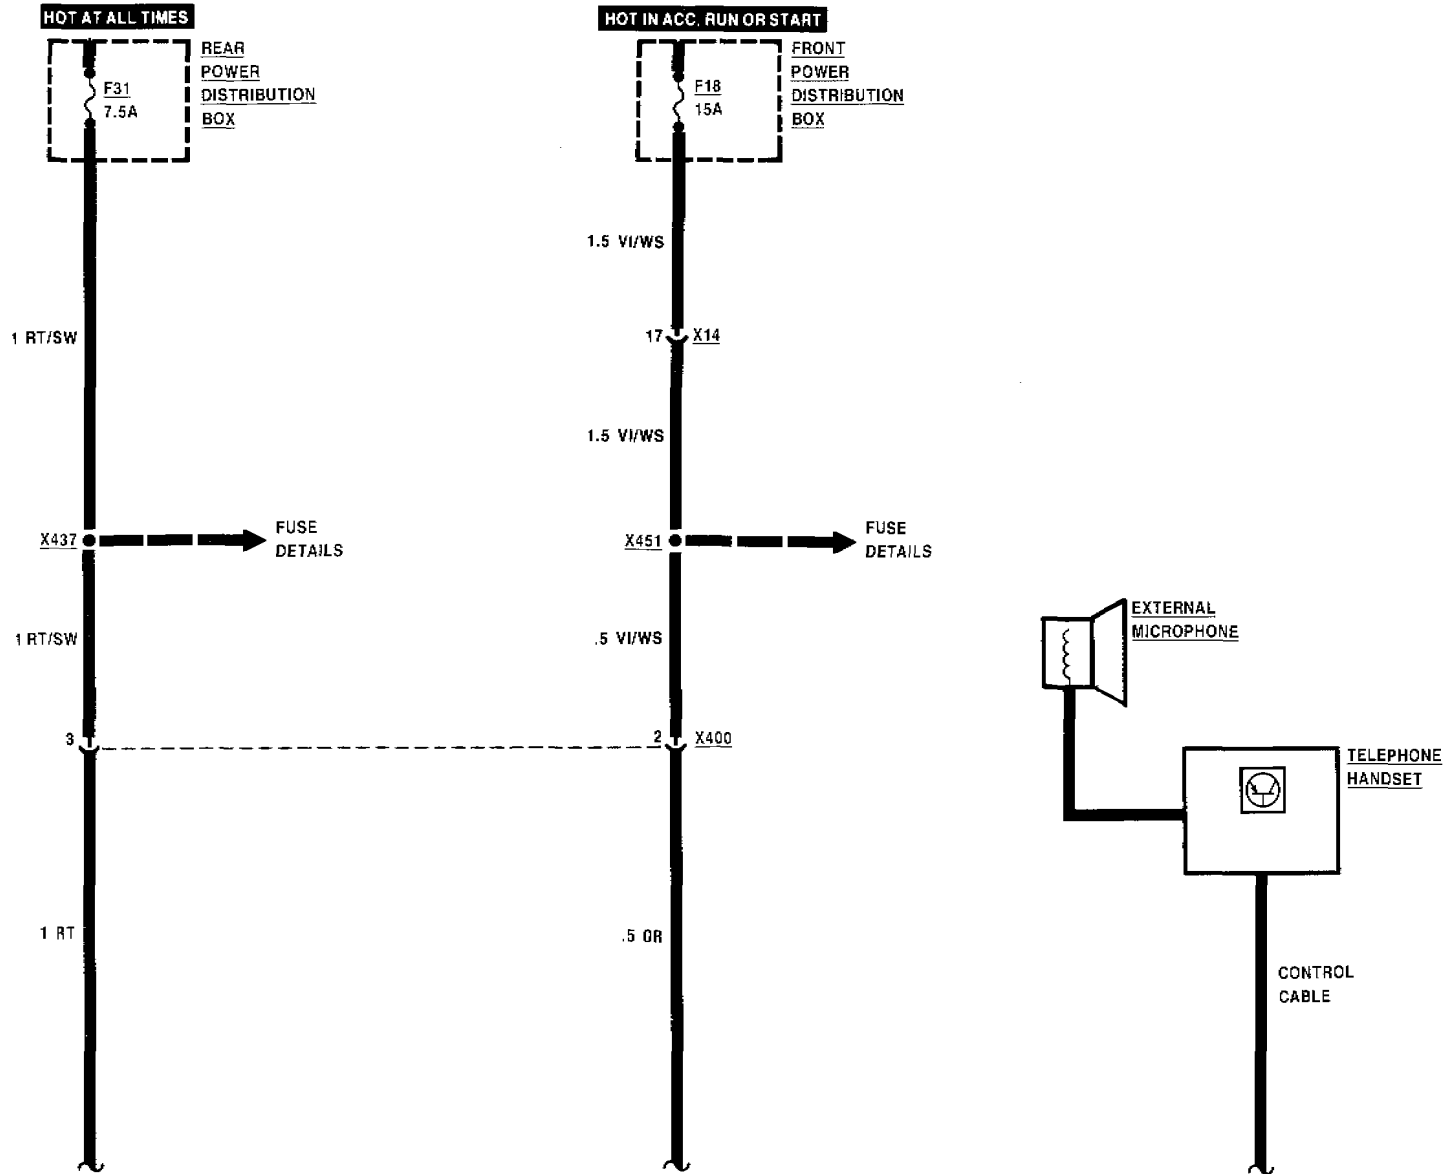 HOT AT ALL TIMES
HOT IN ACC, RUN OR START
REAR
POWER
DISTRIBUTION
BOX
F31
7.5A
FRONT
POWER
DISTRIBUTION
BOX
F18
15A
1.5 VI/WS
1 RT/SW
17
X14
1.5 VI/WS
X437
FUSE
DETAILS
X451
FUSE
DETAILS
1 RT/SW
.5 VI/WS
EXTERNAL
MICROPHONE
3
2
X400
TELEPHONE
HANDSET
1 RT
.5 GR
CONTROL
CABLE